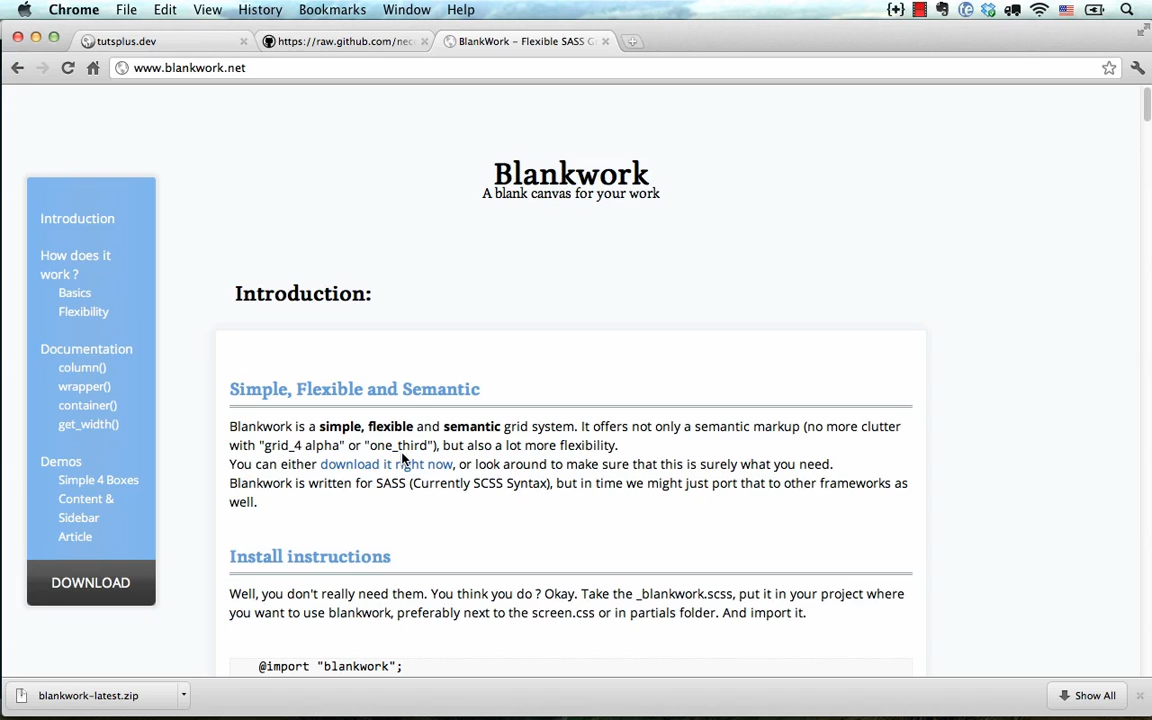 Chrome File Edit View History Bookmarks Window Help
tutsplus.dev
https://raw.github.com/nec
BlankWork – Flexible SASS G
www.blankwork.net
Blankwork
A blank canvas for your work
Introduction
How does it
work ?
Basics
Flexibility
Documentation
column()
wrapper()
container()
get_width()
Demos
Simple 4 Boxes
Content &
Sidebar
Article
DOWNLOAD
Introduction:
Simple, Flexible and Semantic
Blankwork is a simple, flexible and semantic grid system. It offers not only a semantic markup (no more clutter
with "grid_4 alpha" or "one_third"), but also a lot more flexibility.
You can either download it right now, or look around to make sure that this is surely what you need.
Blankwork is written for SASS (Currently SCSS Syntax), but in time we might just port that to other frameworks as
well.
Install instructions
Well, you don't really need them. You think you do ? Okay. Take the _blankwork.scss, put it in your project where
you want to use blankwork, preferably next to the screen.css or in partials folder. And import it.
@import "blankwork";
blankwork-latest.zip
Show All